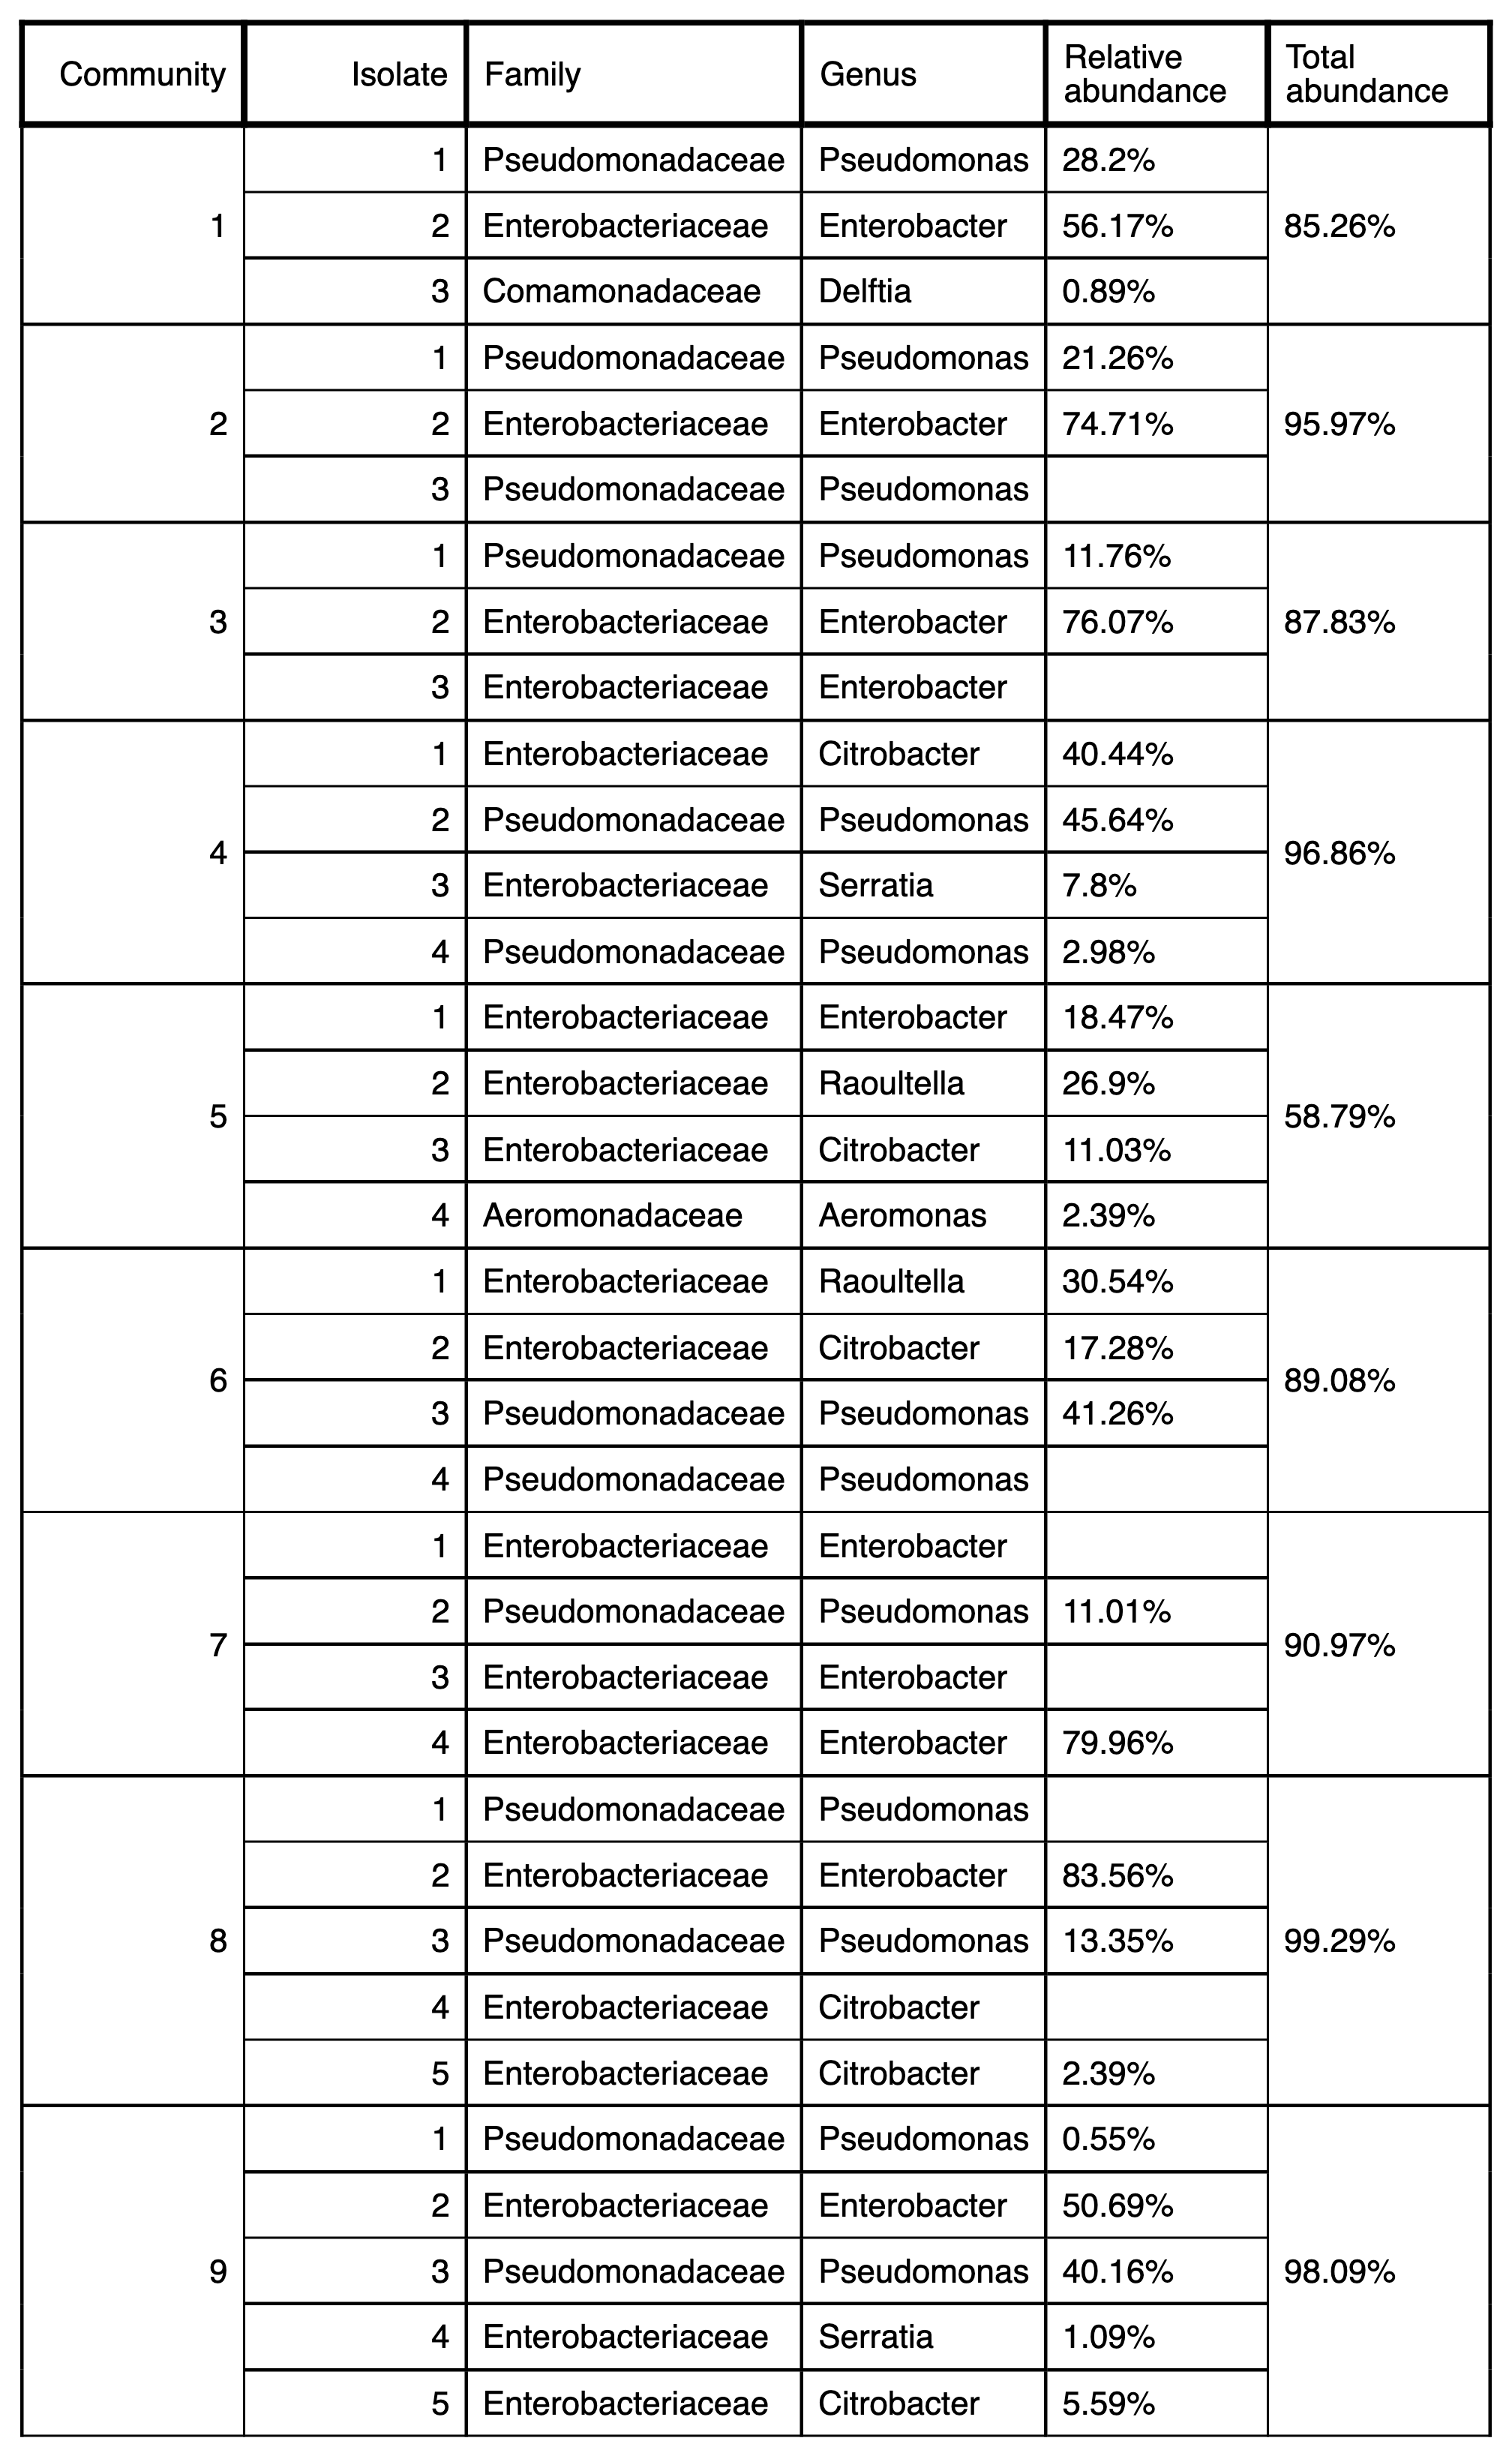 Community Isolate Family Genus Relative abundance Total abundance
1 Pseudomonadaceae Pseudomonas 28.2%
1 2 Enterobacteriaceae Enterobacter 56.17% 85.26%
3 Comamonadaceae Delftia 0.89%
1 Pseudomonadaceae Pseudomonas 21.26%
2 2 Enterobacteriaceae Enterobacter 74.71% 95.97%
3 Pseudomonadaceae Pseudomonas
1 Pseudomonadaceae Pseudomonas 11.76%
3 2 Enterobacteriaceae Enterobacter 76.07% 87.83%
3 Enterobacteriaceae Enterobacter
1 Enterobacteriaceae Citrobacter 40.44%
2 Pseudomonadaceae Pseudomonas 45.64%
4 96.86%
3 Enterobacteriaceae Serratia 7.8%
4 Pseudomonadaceae Pseudomonas 2.98%
1 Enterobacteriaceae Enterobacter 18.47%
2 Enterobacteriaceae Raoultella 26.9%
5 58.79%
3 Enterobacteriaceae Citrobacter 11.03%
4 Aeromonadaceae Aeromonas 2.39%
1 Enterobacteriaceae Raoultella 30.54%
2 Enterobacteriaceae Citrobacter 17.28%
6 89.08%
3 Pseudomonadaceae Pseudomonas 41.26%
4 Pseudomonadaceae Pseudomonas
1 Enterobacteriaceae Enterobacter
2 Pseudomonadaceae Pseudomonas 11.01%
7 90.97%
3 Enterobacteriaceae Enterobacter
4 Enterobacteriaceae Enterobacter 79.96%
1 Pseudomonadaceae Pseudomonas
2 Enterobacteriaceae Enterobacter 83.56%
8 3 Pseudomonadaceae Pseudomonas 13.35% 99.29%
4 Enterobacteriaceae Citrobacter
5 Enterobacteriaceae Citrobacter 2.39%
1 Pseudomonadaceae Pseudomonas 0.55%
2 Enterobacteriaceae Enterobacter 50.69%
9 3 Pseudomonadaceae Pseudomonas 40.16% 98.09%
4 Enterobacteriaceae Serratia 1.09%
5 Enterobacteriaceae Citrobacter 5.59%